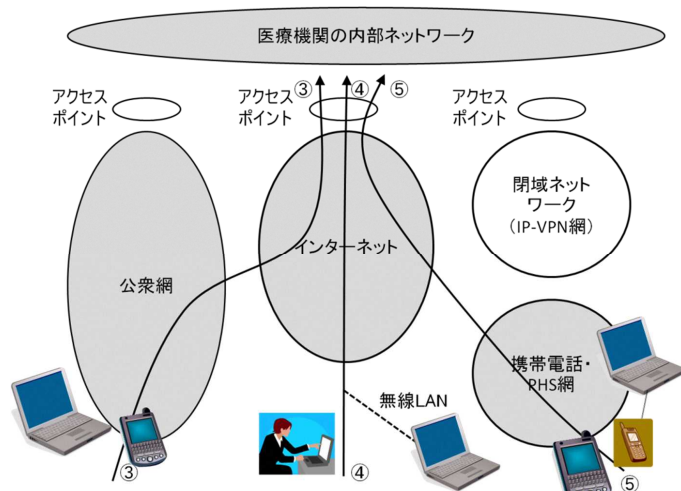 医療機関の内部ネットワーク
③
④
⑤
アクセス
ポイント
アクセス
ポイント
アクセス
ポイント
閉域ネット
ワーク
（IP-VPN網）
インターネット
公衆網
携帯電話・
PHS網
無線LAN
③
④
⑤